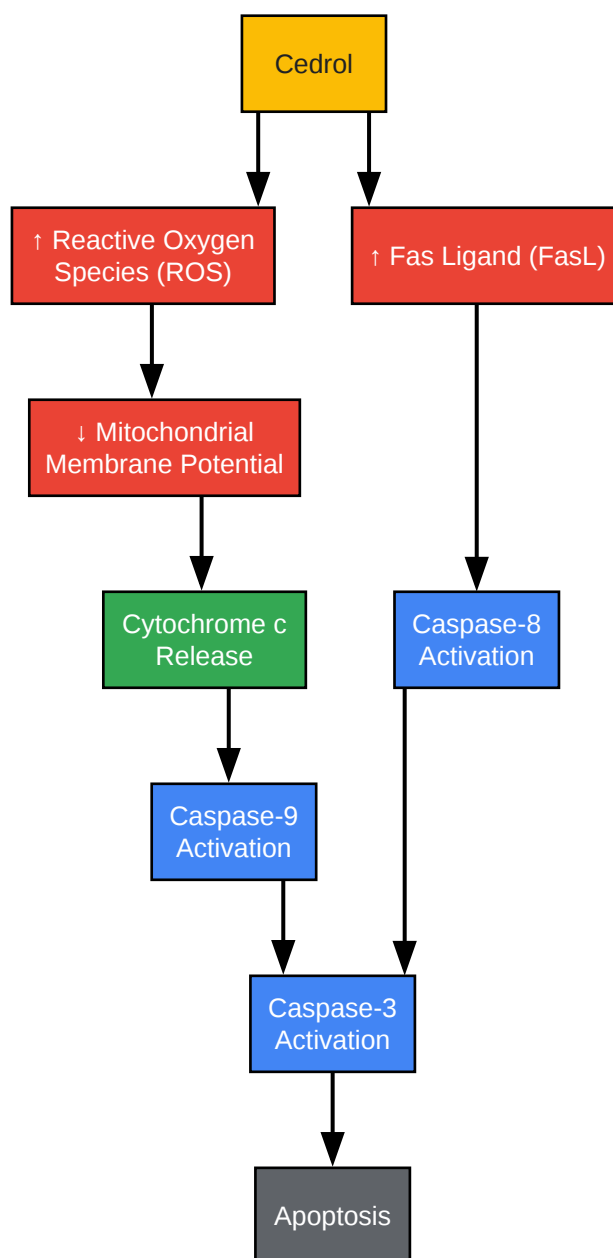 Cedrol
↑ Reactive Oxygen
Species (ROS)
↑ Fas Ligand (FasL)
↓ Mitochondrial
Membrane Potential
Cytochrome c
Release
Caspase-8
Activation
Caspase-9
Activation
Caspase-3
Activation
Apoptosis